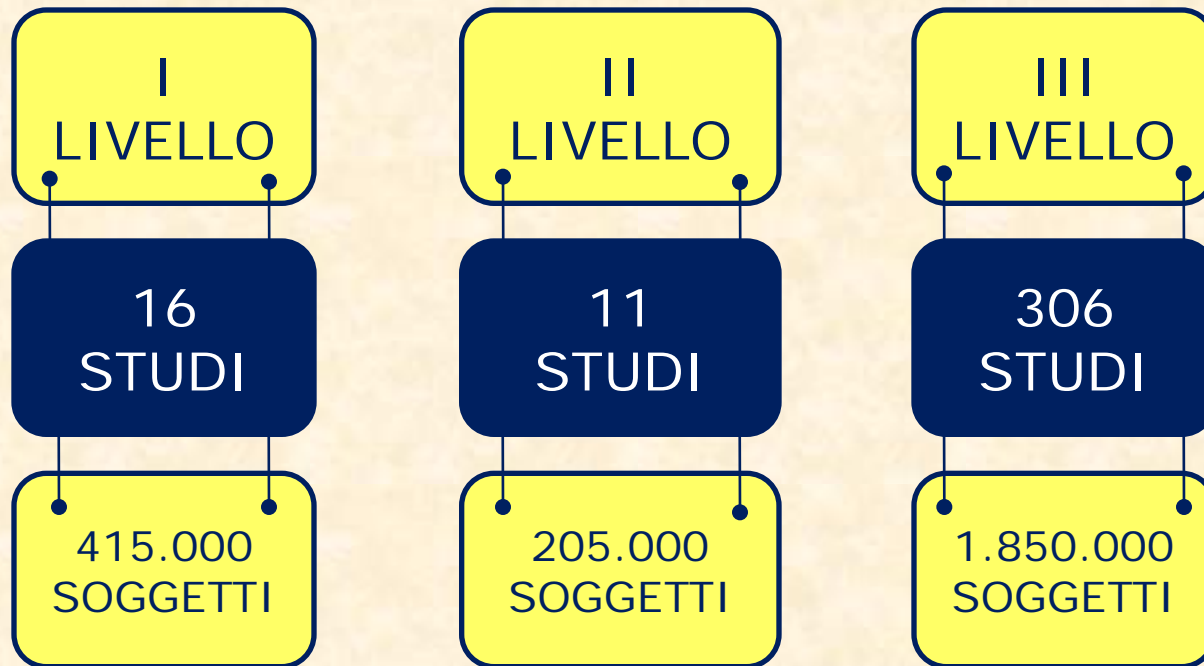 I
LIVELLO
16
STUDI
415.000
SOGGETTI
II
LIVELLO
11
STUDI
205.000
SOGGETTI
III
LIVELLO
306
STUDI
1.850.000
SOGGETTI